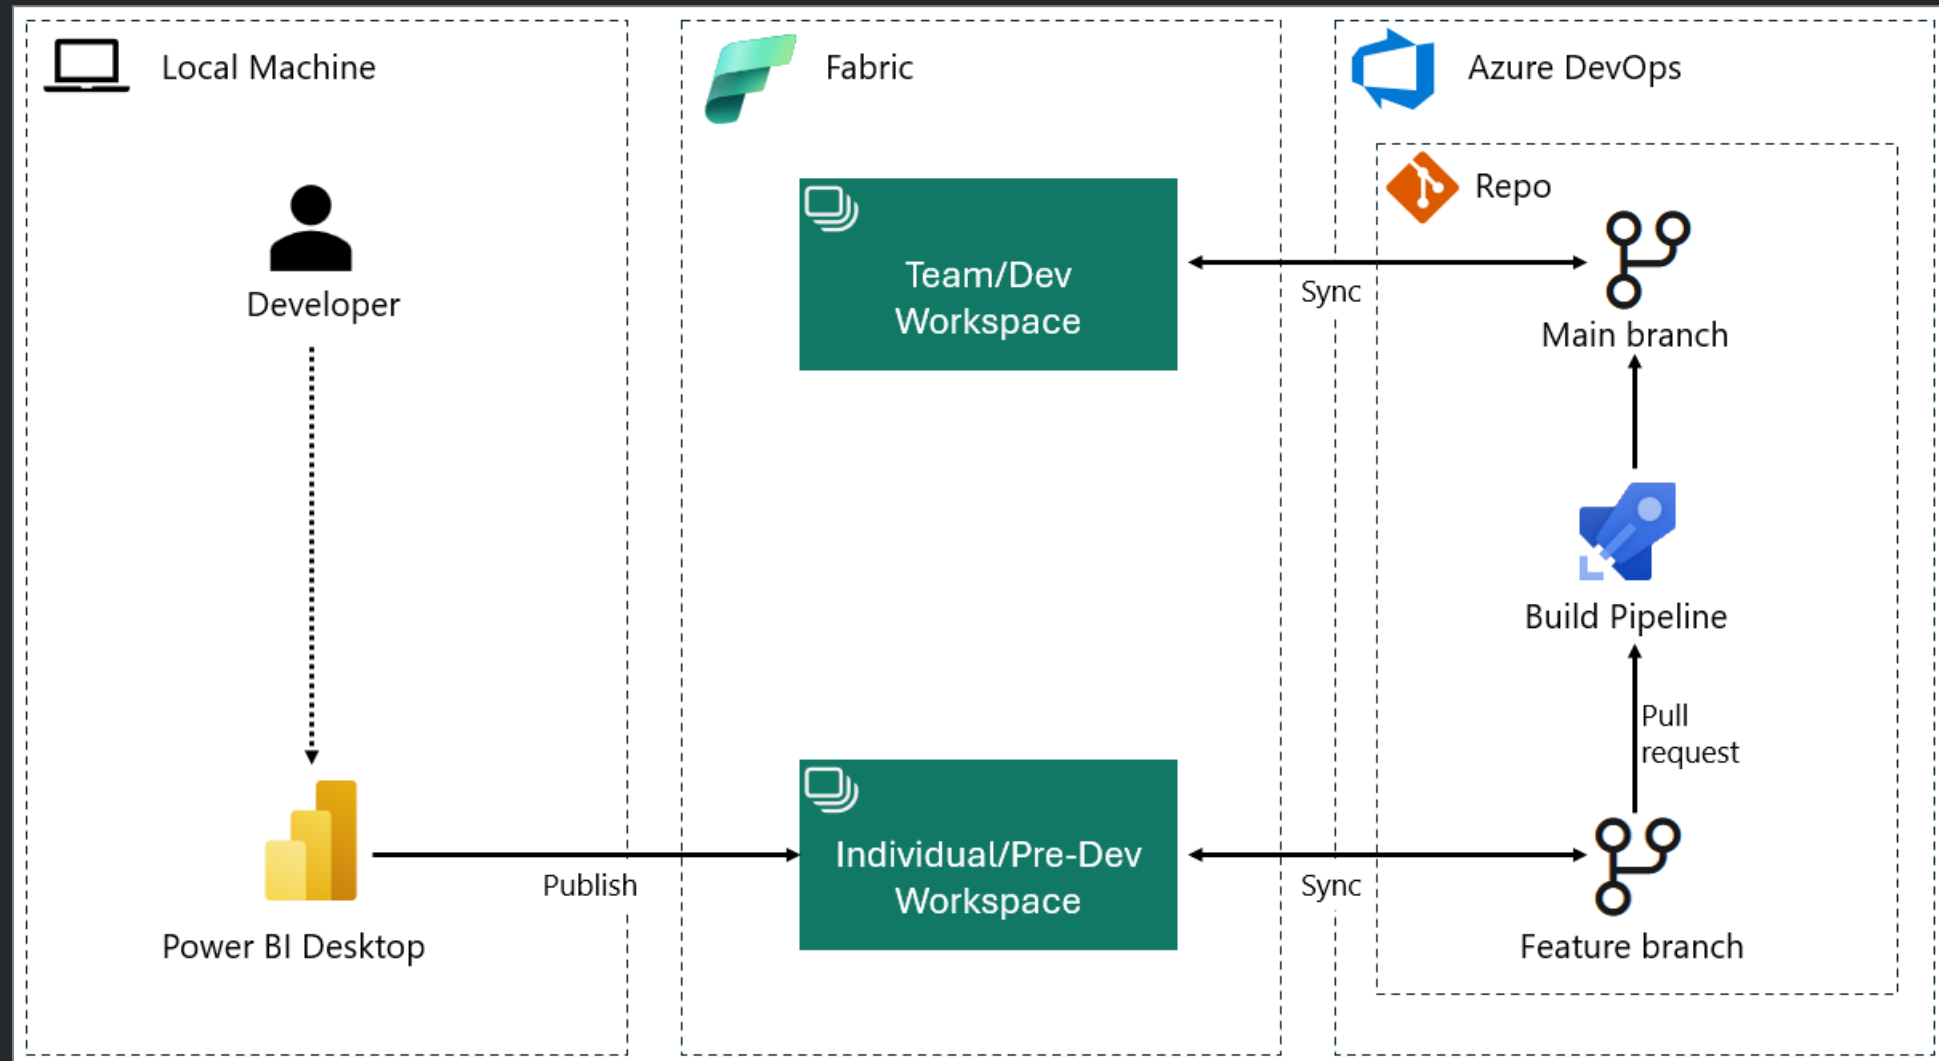 Local Machine
Fabric
Azure DevOps
Repo
Developer
Team/Dev
Workspace
Sync
Main branch
Build Pipeline
Pull
request
Publish
Individual/Pre-Dev
Workspace
Sync
Power BI Desktop
Feature branch